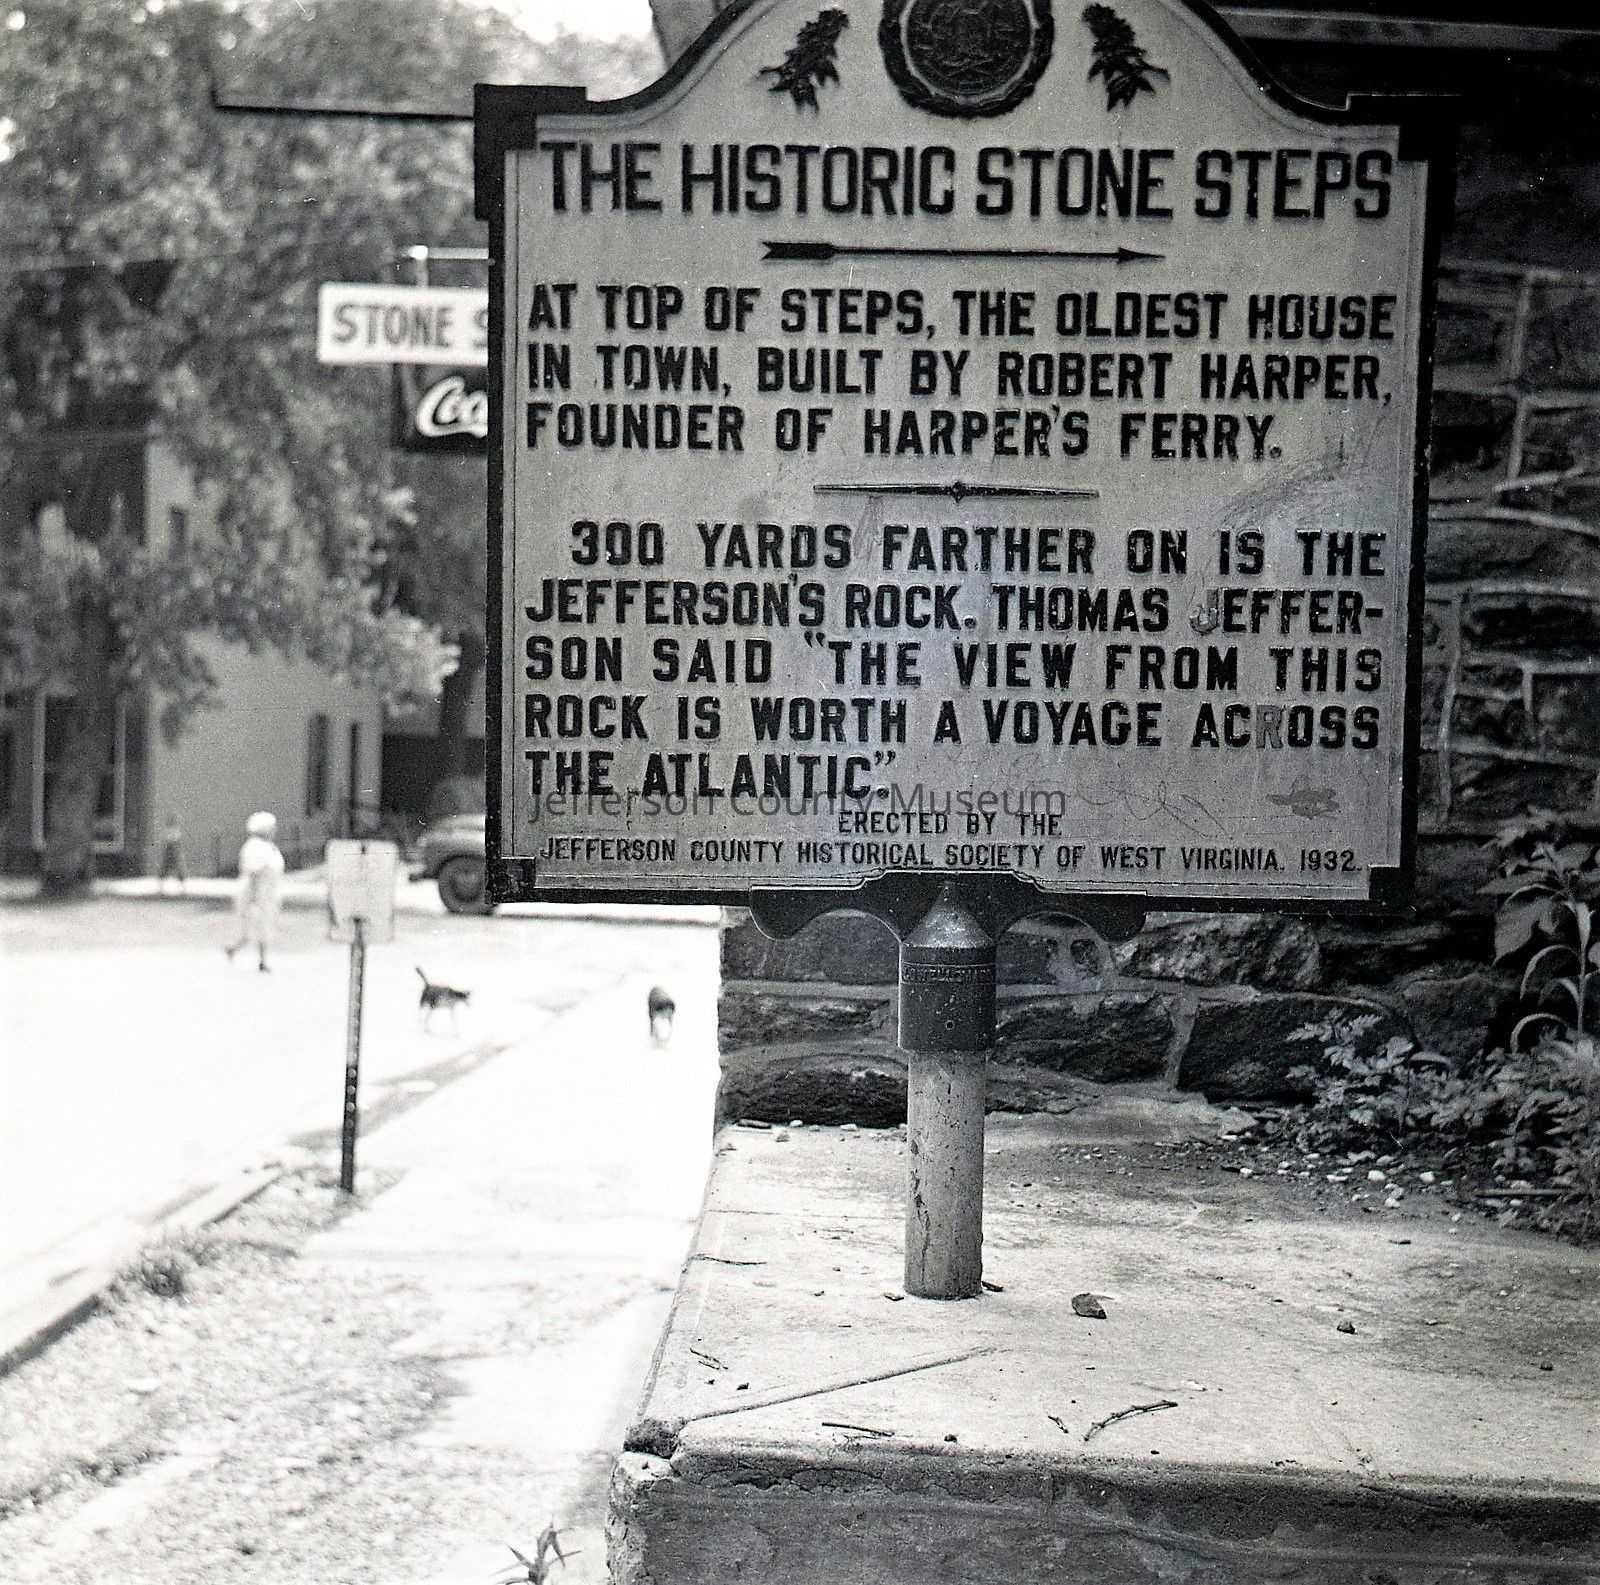 THE HISTORIC STONE STEPS
AT TOP OF STEPS, THE OLDEST HOUSE
IN TOWN, BUILT BY ROBERT HARPER,
FOUNDER OF HARPER'S FERRY.
300 YARDS FARTHER ON IS THE
JEFFERSON'S ROCK. THOMAS JEFFER-
SON SAID "THE VIEW FROM THIS
ROCK IS WORTH A VOYAGE ACROSS
THE ATLANTIC".
Jefferson County Museum
ERECTED BY THE
JEFFERSON COUNTY HISTORICAL SOCIETY OF WEST VIRGINIA. 1932.
STONE S
Coca